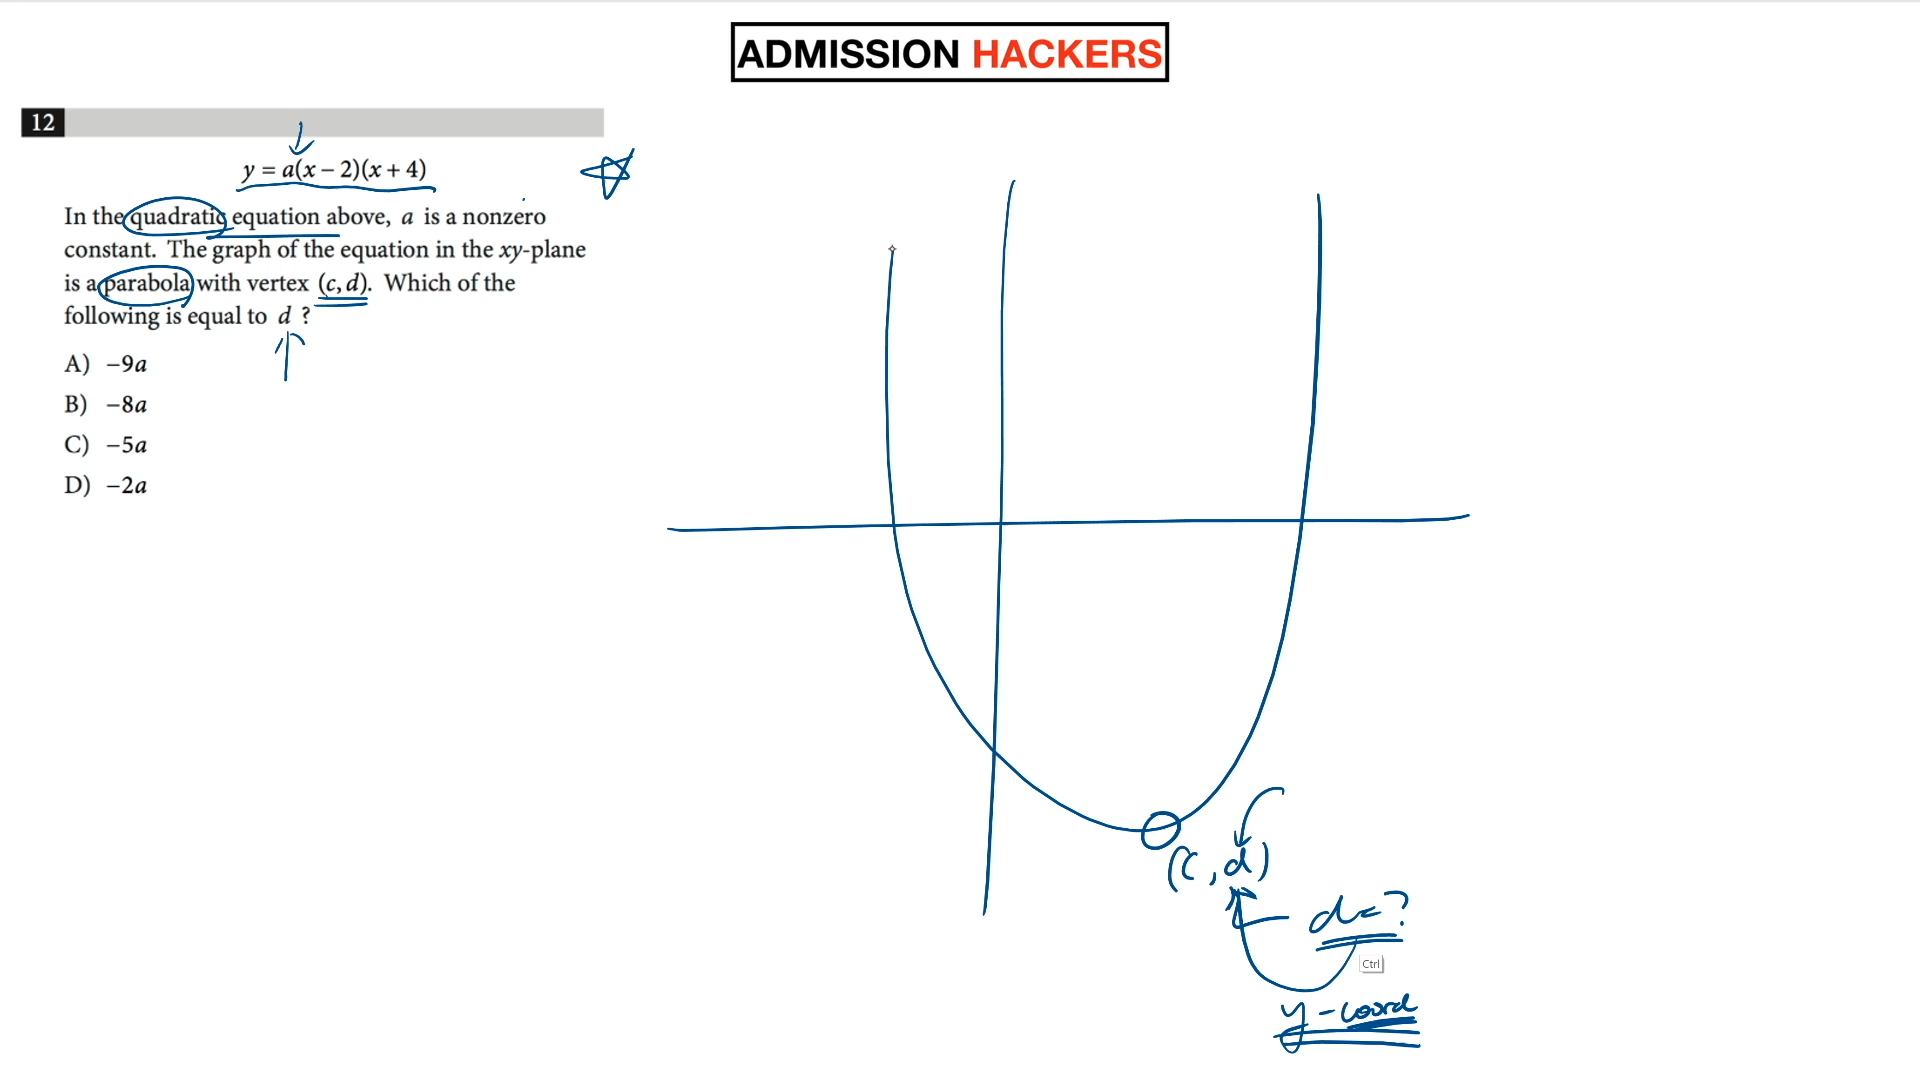 ADMISSION HACKERS
12
y = a(x − 2)(x + 4)
In the quadratic equation above, a is a nonzero
constant. The graph of the equation in the xy-plane
is a parabola with vertex (c, d). Which of the
following is equal to d ?
A) −9a
B) −8a
C) −5a
D) −2a
(c, d)
d=?
Ctrl
y-coord